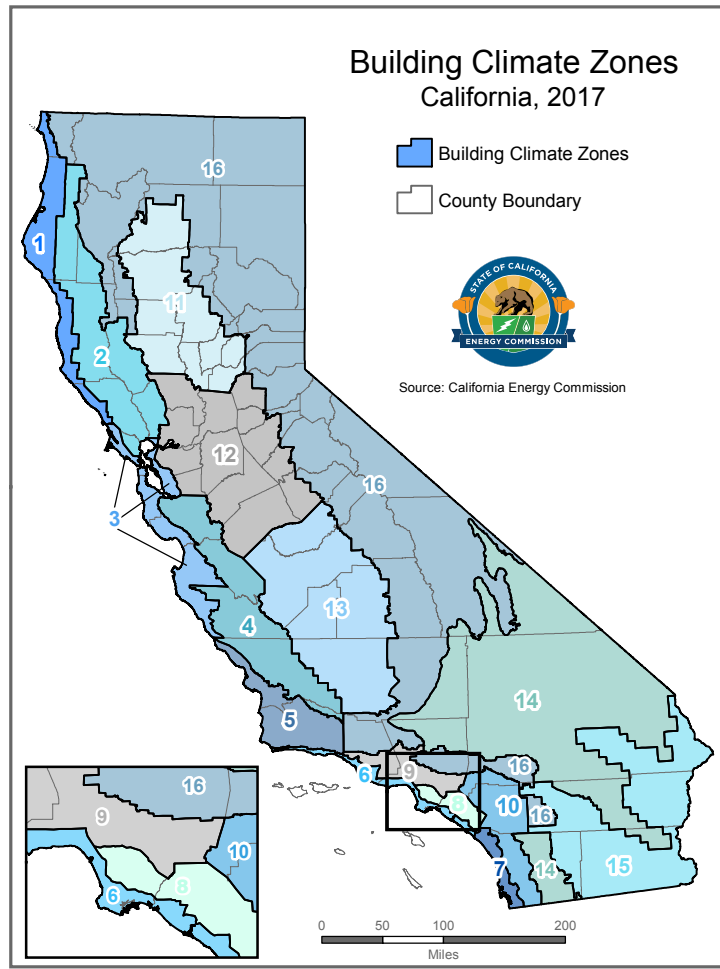 Building Climate Zones
California, 2017
Building Climate Zones
County Boundary
STATE OF CALIFORNIA
ENERGY COMMISSION
Source: California Energy Commission
16
1
11
2
12
16
3
13
4
14
5
6
9
16
8
10
16
7
14
15
16
9
10
8
6
0 50 100 200
Miles